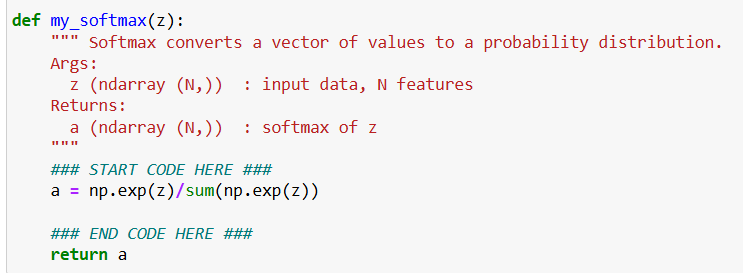 def my_softmax(z):
    """ Softmax converts a vector of values to a probability distribution.
    Args:
      z (ndarray (N,))  : input data, N features
    Returns:
      a (ndarray (N,))  : softmax of z
    """
    ### START CODE HERE ###
    a = np.exp(z)/sum(np.exp(z))
    ### END CODE HERE ###
    return a